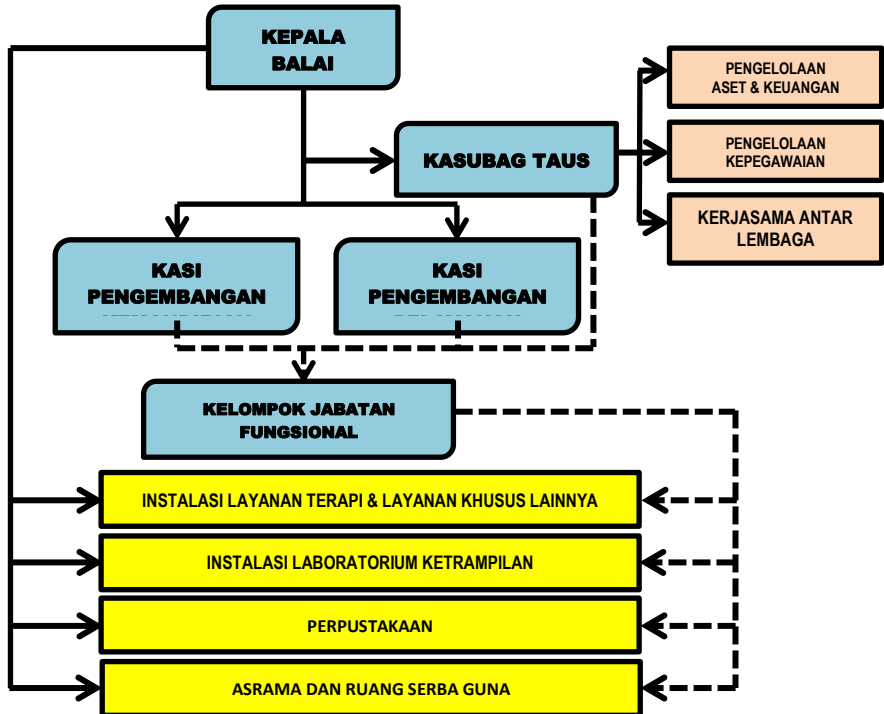 KEPALA
BALAI
PENGELOLAAN
ASET & KEUANGAN
KASUBAG TAUS
PENGELOLAAN
KEPEGAWAIAN
KERJASAMA ANTAR
LEMBAGA
KASI
PENGEMBANGAN
KASI
PENGEMBANGAN
KELOMPOK JABATAN
FUNGSIONAL
INSTALASI LAYANAN TERAPI & LAYANAN KHUSUS LAINNYA
INSTALASI LABORATORIUM KETRAMPILAN
PERPUSTAKAAN
ASRAMA DAN RUANG SERBA GUNA